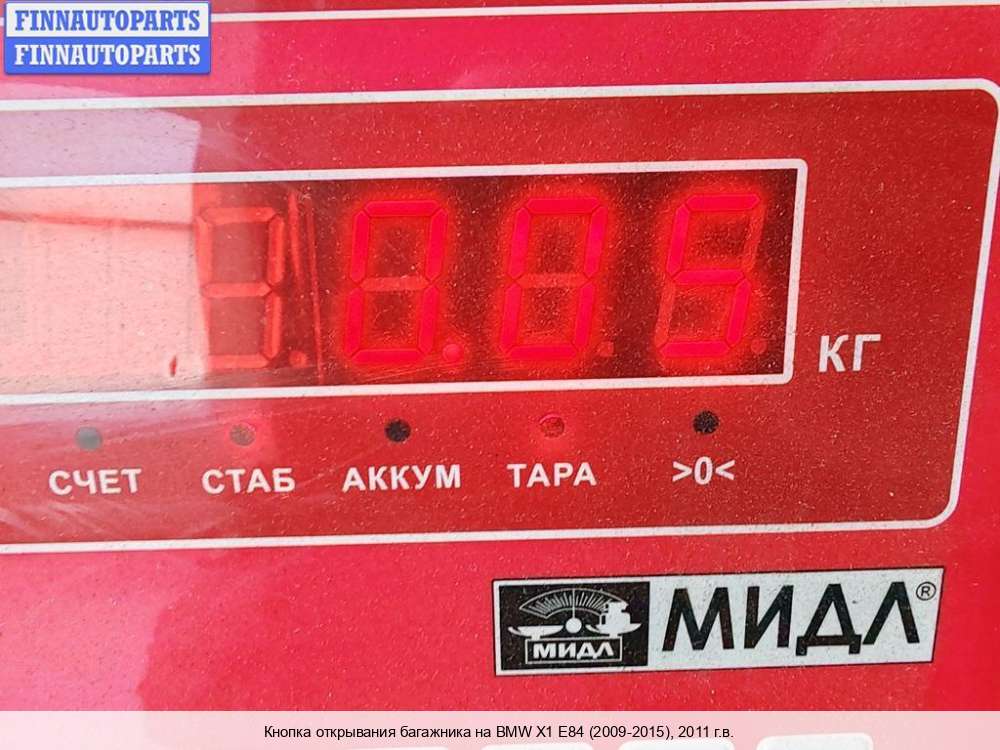 FINNAUTOPARTS
FINNAUTOPARTS
0.05
КГ
СЧЕТ СТАБ АККУМ ТАРА >0<
МИДЛ МИДЛ®
Кнопка открывания багажника на BMW X1 E84 (2009-2015), 2011 г.в.